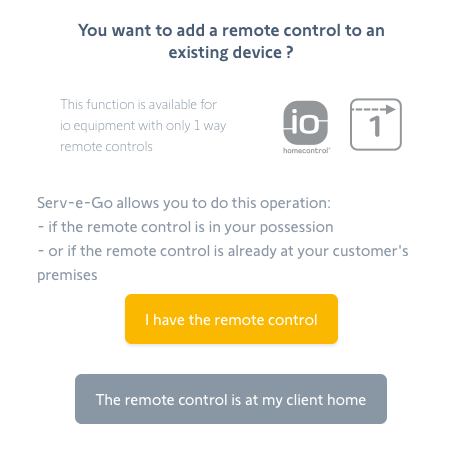 You want to add a remote control to an
existing device ?
This function is available for
io equipment with only 1 way
remote controls
io
homecontrol®
1
Serv-e-Go allows you to do this operation:
- if the remote control is in your possession
- or if the remote control is already at your customer's
premises
I have the remote control
The remote control is at my client home